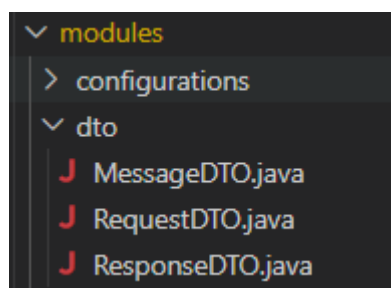 modules
configurations
dto
MessageDTO.java
RequestDTO.java
ResponseDTO.java